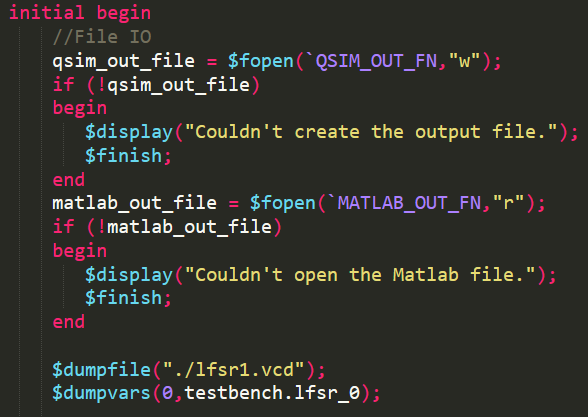 initial begin
//File IO
qsim_out_file = $fopen(`QSIM_OUT_FN,"w");
if (!qsim_out_file)
begin
$display("Couldn't create the output file.");
$finish;
end
matlab_out_file = $fopen(`MATLAB_OUT_FN,"r");
if (!matlab_out_file)
begin
$display("Couldn't open the Matlab file.");
$finish;
end
$dumpfile("./lfsr1.vcd");
$dumpvars(0,testbench.lfsr_0);